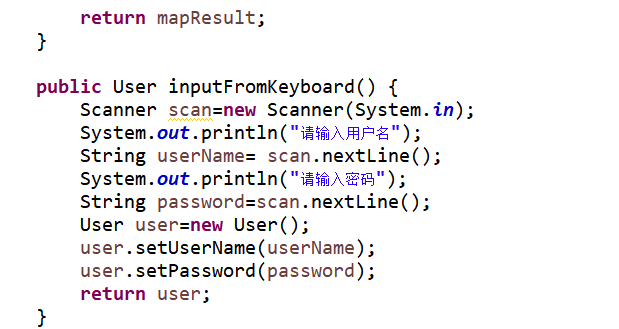 return mapResult;
}
public User inputFromKeyboard() {
Scanner scan=new Scanner(System.in);
System.out.println("请输入用户名");
String userName= scan.nextLine();
System.out.println("请输入密码");
String password=scan.nextLine();
User user=new User();
user.setUserName(userName);
user.setPassword(password);
return user;
}